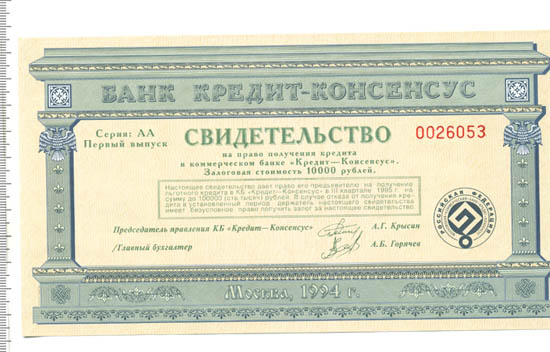 БАНК КРЕДИТ-КОНСЕНСУС
Серия: АА
Первый выпуск
СВИДЕТЕЛЬСТВО
0026053
на право получения кредита
в коммерческом банке «Кредит—Консенсус».
Залоговая стоимость 10000 рублей.
Настоящее свидетельство дает право его предъявителю на получение
льготного кредита в КБ «Кредит-Консенсус» в III квартале 1995 г. на
сумму до 100000 (сто тысяч) рублей. В случае отказа от получения кре-
дита в установленный период держатель настоящего свидетельства
имеет безусловное право получить залог за настоящее свидетельство.
РОССИЙСКАЯ ФЕДЕРАЦИЯ
Председатель правления КБ «Кредит—Консенсус»
А.Г. Крысин
/Главный бухгалтер
А.Б. Горячев
Москва, 1994 г.